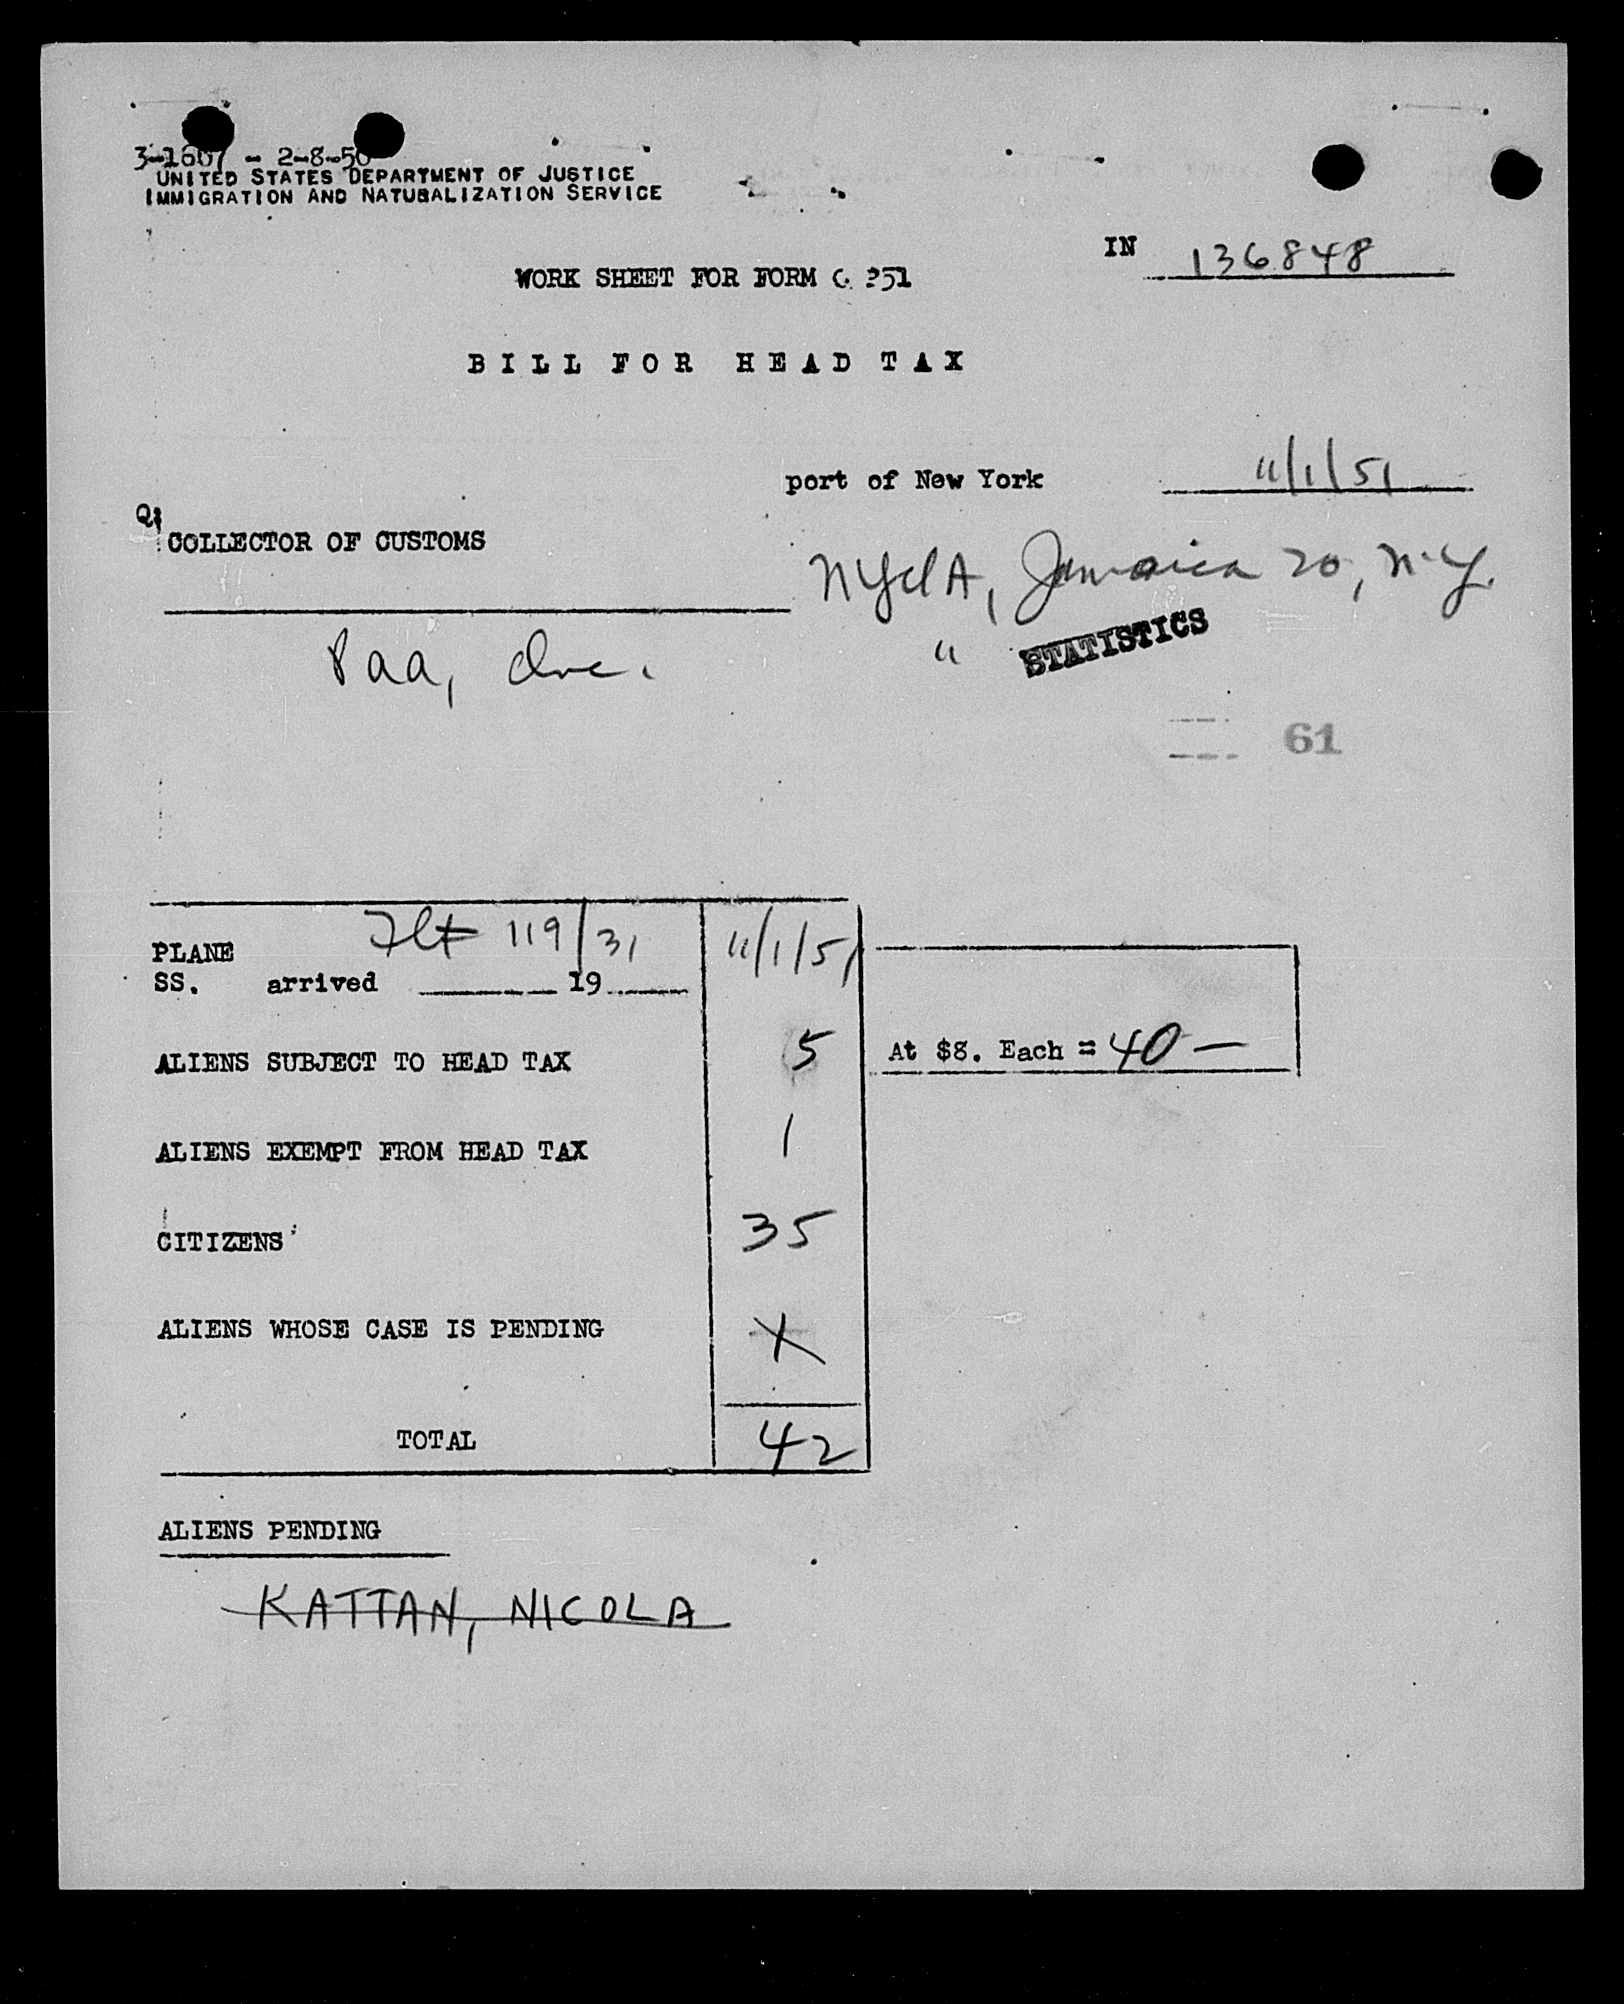 3-1607 - 2-8-50
UNITED STATES DEPARTMENT OF JUSTICE
IMMIGRATION AND NATURALIZATION SERVICE
IN 136848
WORK SHEET FOR FORM 251
BILL FOR HEAD TAX
port of New York 11/1/51
COLLECTOR OF CUSTOMS
Jamaica 20, N.Y.
PAA, Inc. " STATISTICS
61
PLANE Flt 119/31 11/1/51
SS. arrived 19
ALIENS SUBJECT TO HEAD TAX 5 At $8. Each = 40 —
ALIENS EXEMPT FROM HEAD TAX 1
CITIZENS 35
ALIENS WHOSE CASE IS PENDING X
TOTAL 42
ALIENS PENDING
KATTAN, NICOLA